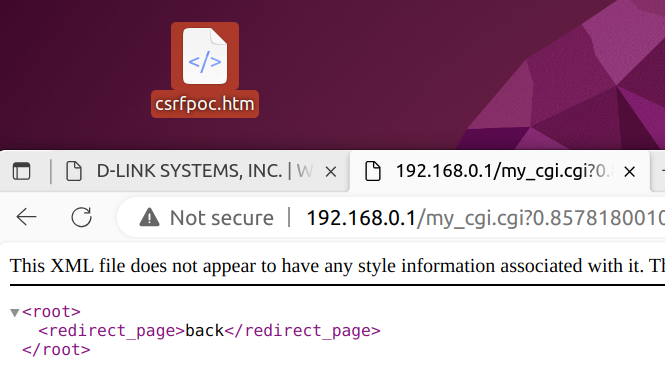 </>
csrfpoc.htm
D-LINK SYSTEMS, INC. | W
192.168.0.1/my_cgi.cgi?0.8
Not secure
192.168.0.1/my_cgi.cgi?0.8578180010
This XML file does not appear to have any style information associated with it. Th
<root>
<redirect_page>back</redirect_page>
</root>